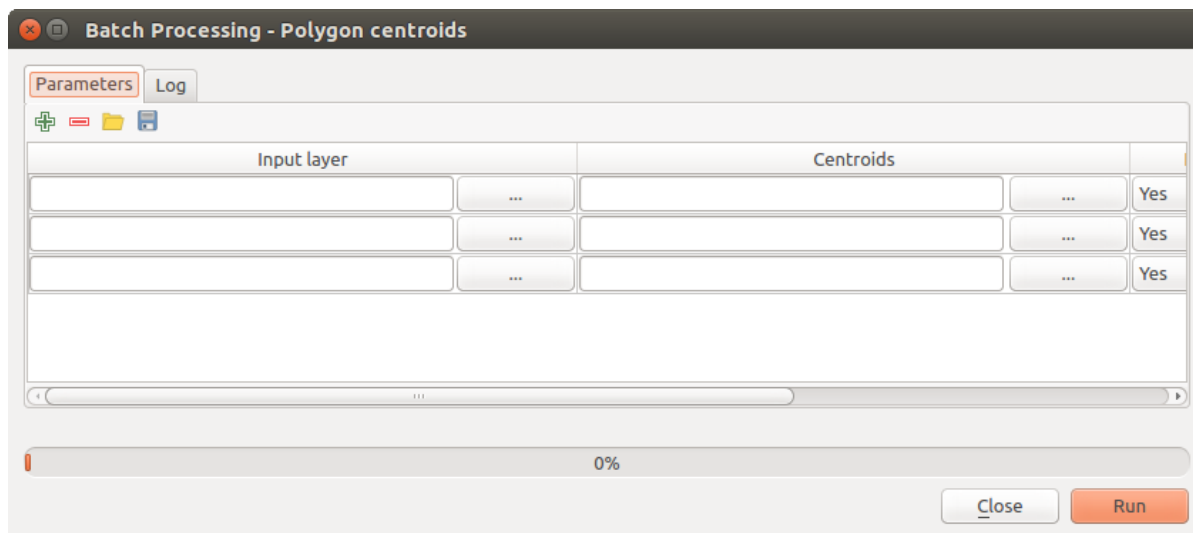 Batch Processing - Polygon centroids
Parameters Log
Input layer Centroids
... ... Yes
... ... Yes
... ... Yes
0%
Close Run